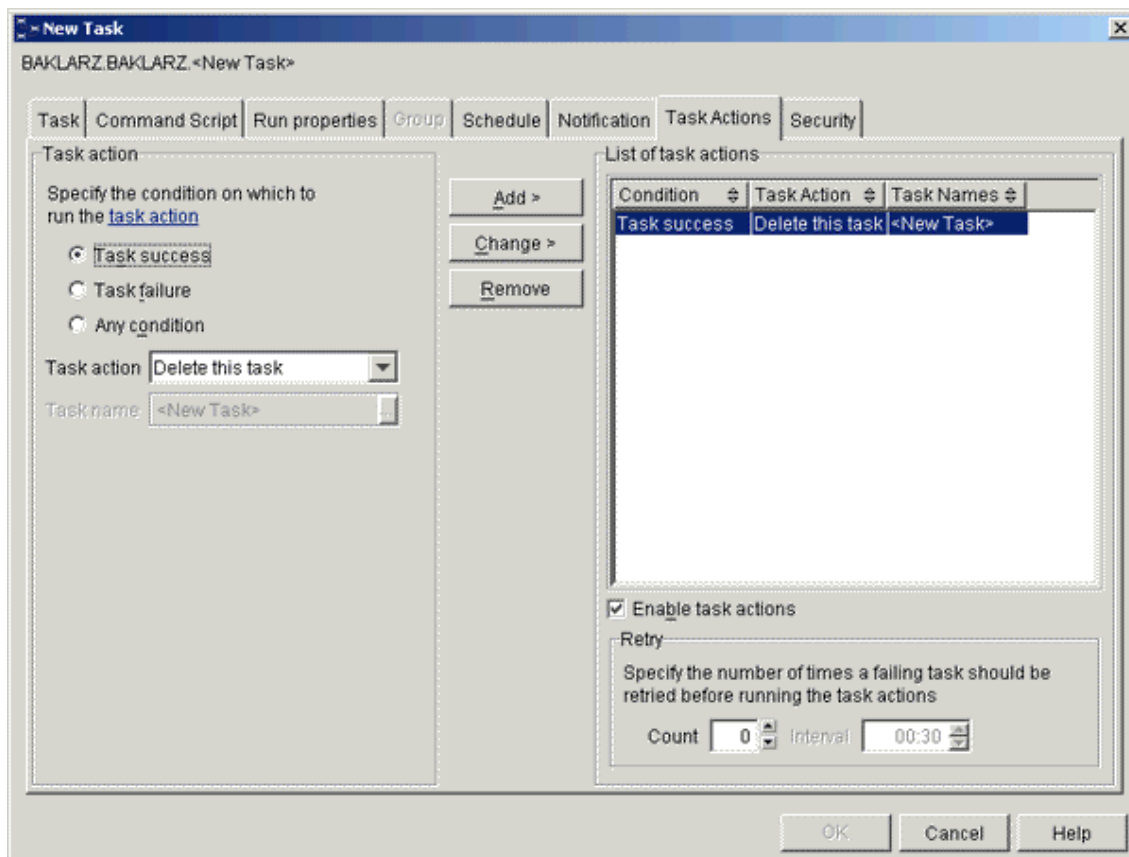 New Task
BAKLARZ.BAKLARZ.<New Task>
Task Command Script Run properties Group Schedule Notification Task Actions Security
Task action
Specify the condition on which to
run the task action
Task success
Task failure
Any condition
Task action Delete this task
Task name <New Task> ...
Add >
Change >
Remove
List of task actions
Condition Task Action Task Names
Task success Delete this task <New Task>
Enable task actions
Retry
Specify the number of times a failing task should be
retried before running the task actions
Count 0 Interval 00:30
OK Cancel Help